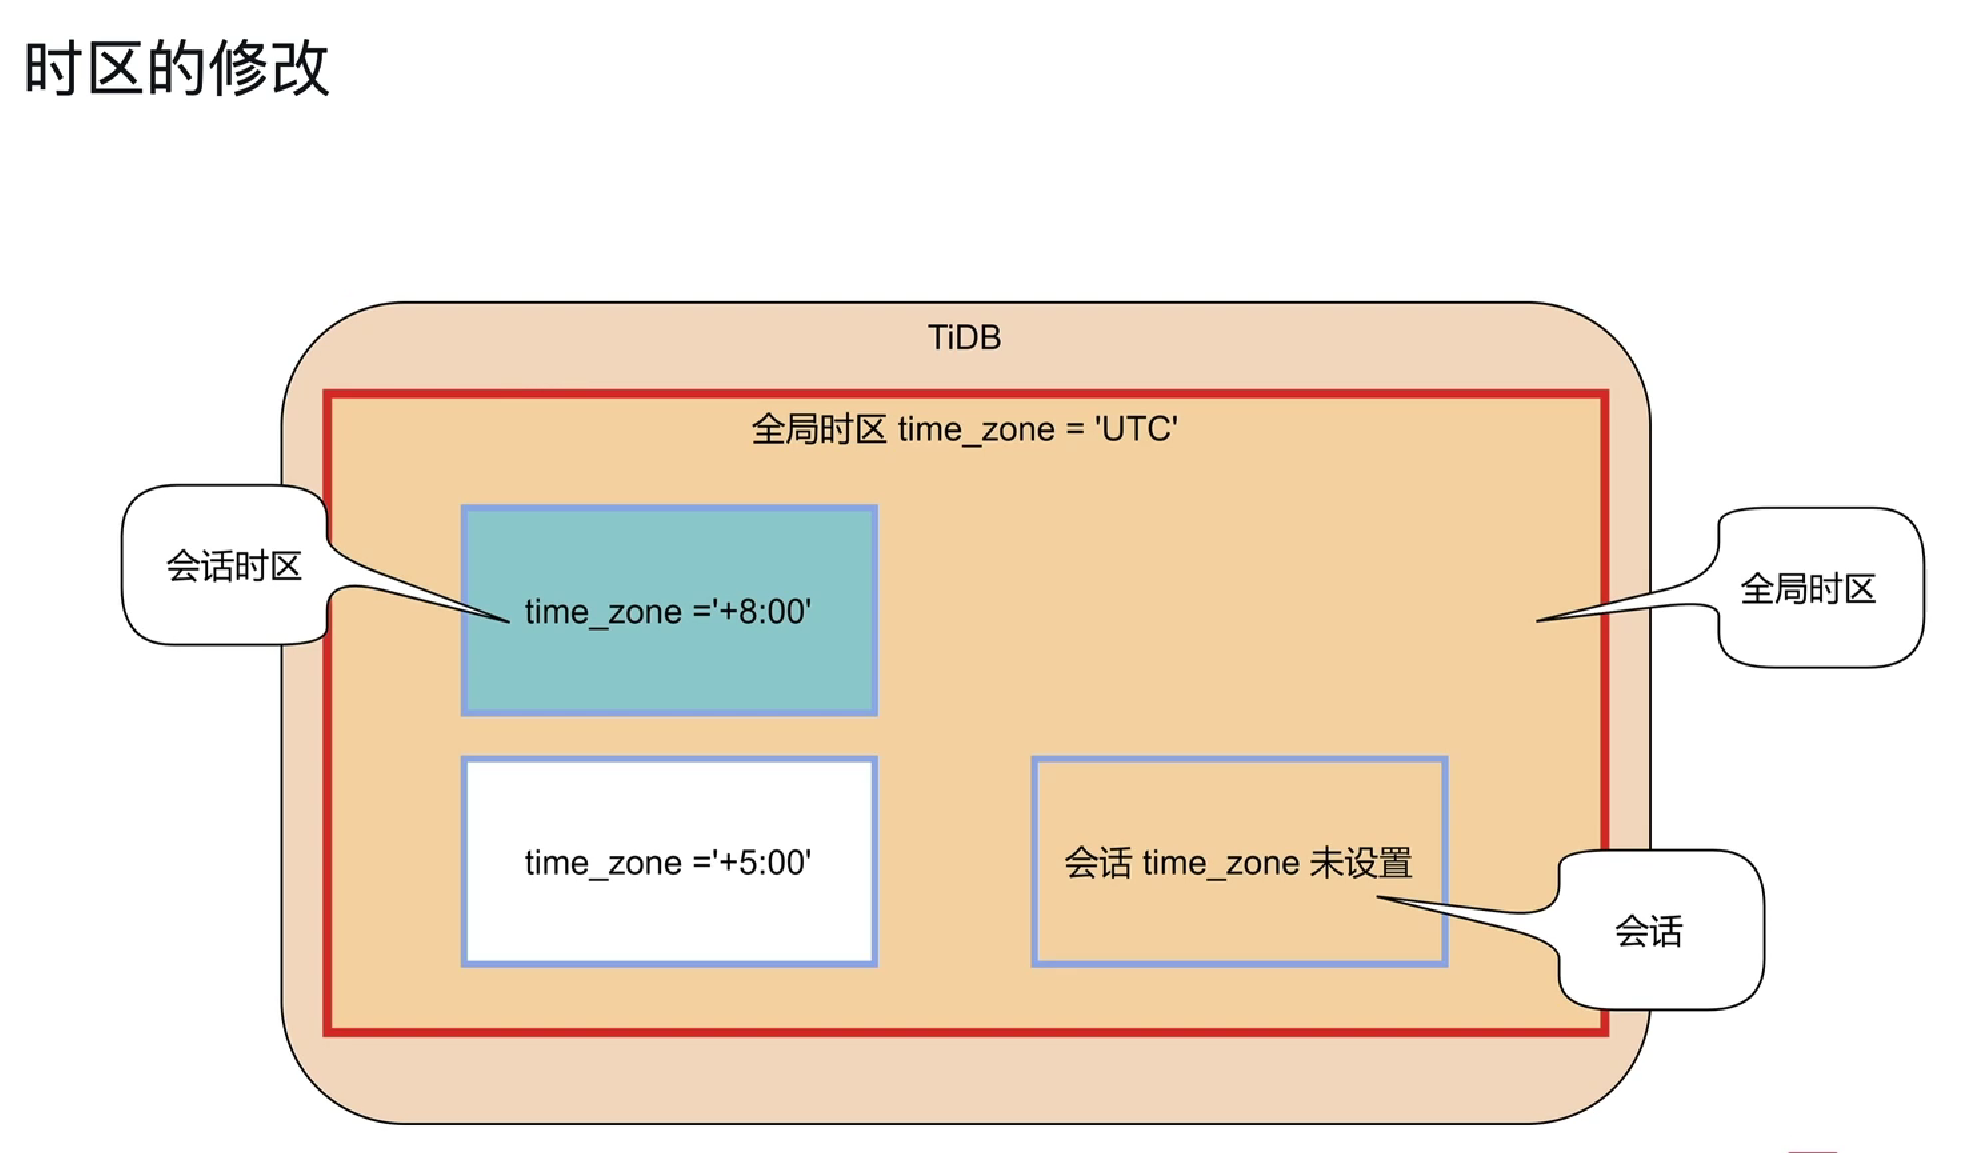 时区的修改
TiDB
全局时区 time_zone = 'UTC'
会话时区
time_zone ='+8:00'
全局时区
time_zone ='+5:00'
会话 time_zone 未设置
会话